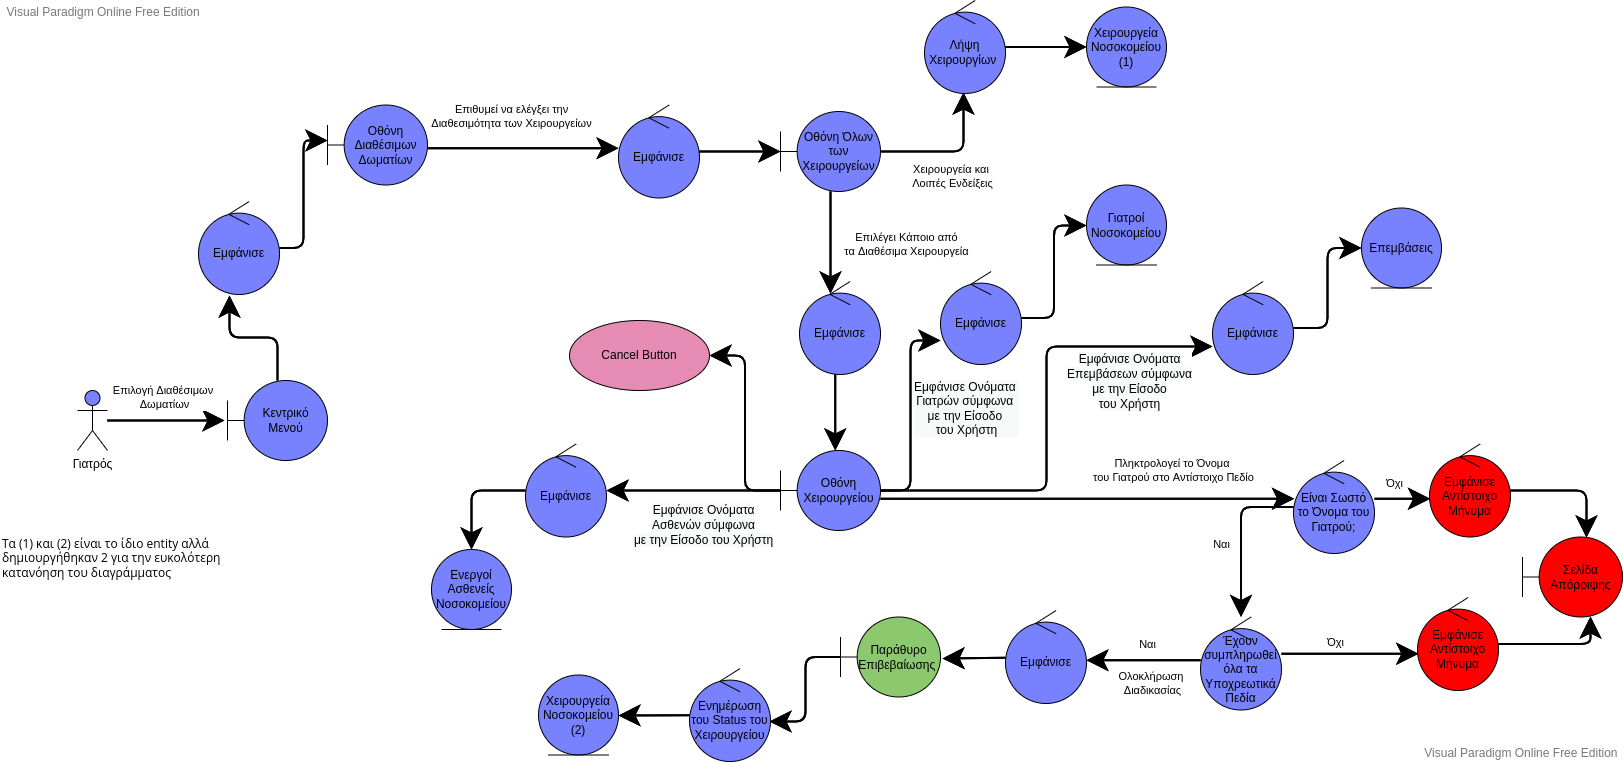 Visual Paradigm Online Free Edition
Λήψη
Χειρουργίων
Χειρουργεία
Νοσοκομείου
(1)
Οθόνη
Διαθέσιμων
Δωματίων
Επιθυμεί να ελέγξει την
Διαθεσιμότητα των Χειρουργείων
Εμφάνισε
Οθόνη Όλων
των
Χειρουργείων
Χειρουργεία και
Λοιπές Ενδείξεις
Γιατροί
Νοσοκομείου
Επεμβάσεις
Εμφάνισε
Επιλέγει Κάποιο από
τα Διαθέσιμα Χειρουργεία
Εμφάνισε
Εμφάνισε
Εμφάνισε
Cancel Button
Εμφάνισε Ονόματα
Γιατρών σύμφωνα
με την Είσοδο
του Χρήστη
Εμφάνισε Ονόματα
Επεμβάσεων σύμφωνα
με την Είσοδο
του Χρήστη
Επιλογή Διαθέσιμων
Δωματίων
Κεντρικό
Μενού
Γιατρός
Πληκτρολογεί το Όνομα
του Γιατρού στο Αντίστοιχο Πεδίο
Οθόνη
Χειρουργείου
Εμφάνισε
Εμφάνισε Ονόματα
Ασθενών σύμφωνα
με την Είσοδο του Χρήστη
Είναι Σωστό
το Όνομα του
Γιατρού;
Όχι
Εμφάνισε
Αντίστοιχο
Μήνυμα
Ναι
Τα (1) και (2) είναι το ίδιο entity αλλά
δημιουργήθηκαν 2 για την ευκολότερη
κατανόηση του διαγράμματος
Ενεργοί
Ασθενείς
Νοσοκομείου
Σελίδα
Απόρριψης
Παράθυρο
Επιβεβαίωσης
Εμφάνισε
Ναι
Ολοκλήρωση
Διαδικασίας
Έχουν
συμπληρωθεί
όλα τα
Υποχρεωτικά
Πεδία
Όχι
Εμφάνισε
Αντίστοιχο
Μήνυμα
Χειρουργεία
Νοσοκομείου
(2)
Ενημέρωση
του Status του
Χειρουργείου
Visual Paradigm Online Free Edition